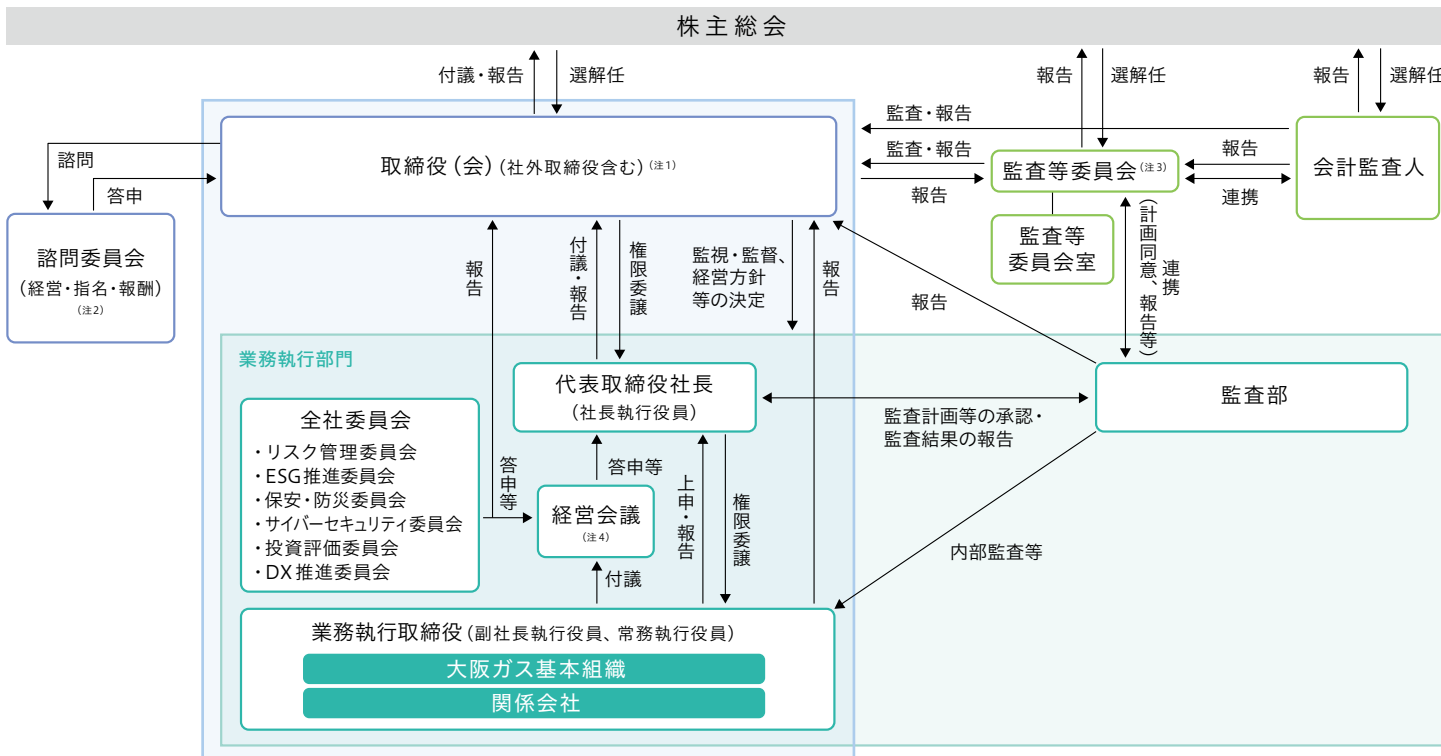 株主総会
付議・報告
選解任
報告
選解任
報告
選解任
諮問
答申
諮問委員会
(経営・指名・報酬)
(注2)
取締役(会)(社外取締役含む)(注1)
監査・報告
監査・報告
報告
監査等委員会(注3)
監査等
委員会室
報告
連携
会計監査人
報告
付議・報告
権限委譲
監視・監督、
経営方針
等の決定
報告
報告
連携
(計画同意、報告等)
業務執行部門
代表取締役社長
(社長執行役員)
監査計画等の承認・
監査結果の報告
監査部
全社委員会
・リスク管理委員会
・ESG推進委員会
・保安・防災委員会
・サイバーセキュリティ委員会
・投資評価委員会
・DX推進委員会
答申等
答申等
経営会議
(注4)
付議
上申・報告
権限委譲
内部監査等
業務執行取締役(副社長執行役員、常務執行役員)
大阪ガス基本組織
関係会社